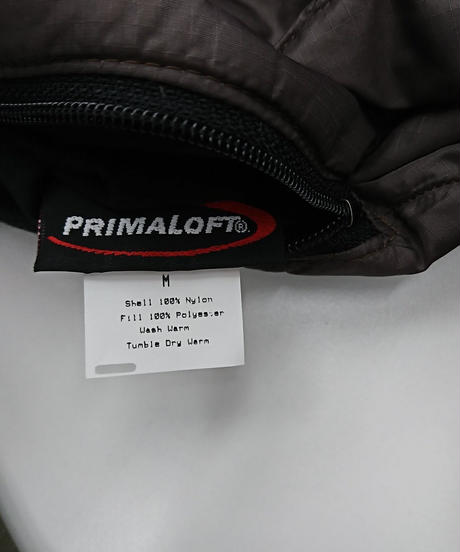 PRIMALOFT®
M
Shell 100% Nylon
Fill 100% Polyester
Wash Warm
Tumble Dry Warm